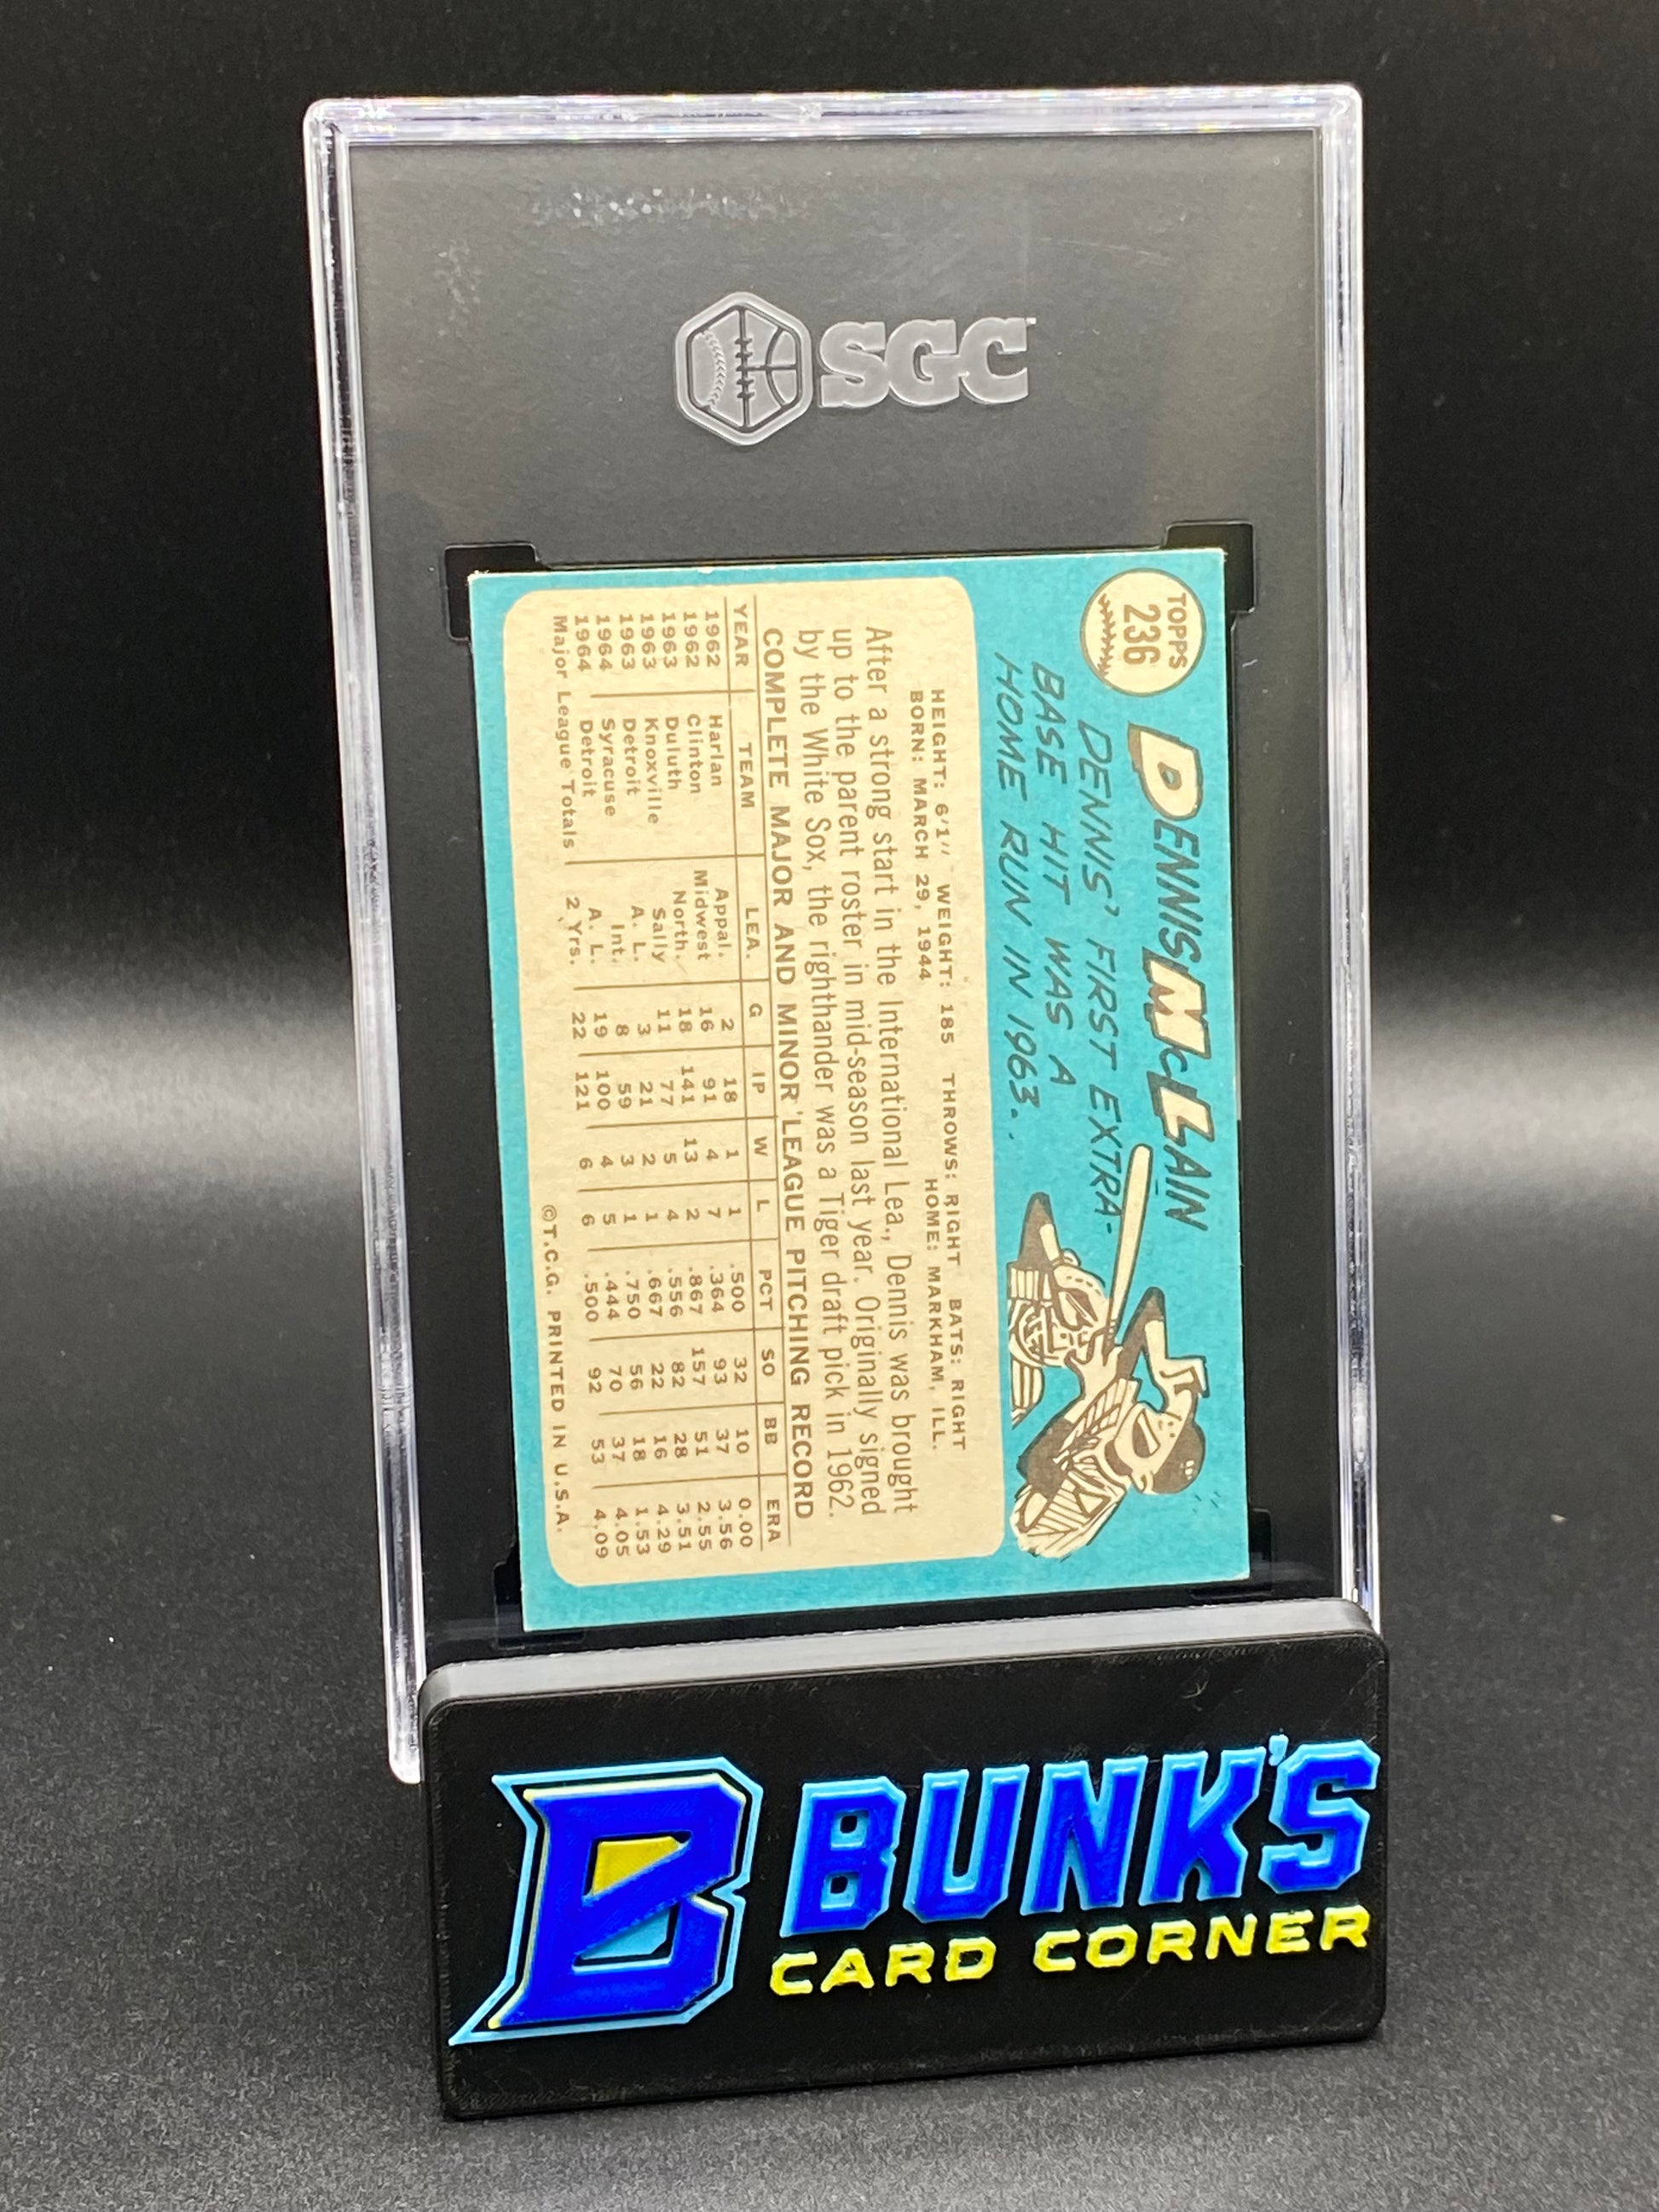 SGC
TOPPS
236
DENNIS McLAIN
DENNIS' FIRST EXTRA-
BASE HIT WAS A
HOME RUN IN 1963.
HEIGHT: 6'1" WEIGHT: 185 THROWS: RIGHT BATS: RIGHT
BORN: MARCH 29, 1944 HOME: MARKHAM, ILL.
After a strong start in the International Lea., Dennis was brought
up to the parent roster in mid-season last year. Originally signed
by the White Sox, the righthander was a Tiger draft pick in 1962.
COMPLETE MAJOR AND MINOR LEAGUE PITCHING RECORD
YEAR TEAM LEA. G IP W L PCT SO BB ERA
1962 Harlan Appal. 2 18 1 1 .500 32 10 0.00
1962 Clinton Midwest 16 91 4 7 .364 93 37 3.56
1963 Duluth North. 18 141 13 2 .867 157 51 2.55
1963 Knoxville Sally 11 77 5 4 .556 82 28 3.51
1963 Detroit A. L. 3 21 2 1 .667 22 16 4.29
1964 Syracuse Int. 8 59 3 1 .750 56 18 1.53
1964 Detroit A. L. 19 100 4 5 .444 70 37 4.05
Major League Totals 2 Yrs. 22 121 6 6 .500 92 53 4.09
©T.C.G. PRINTED IN U.S.A.
B BUNK'S
CARD CORNER